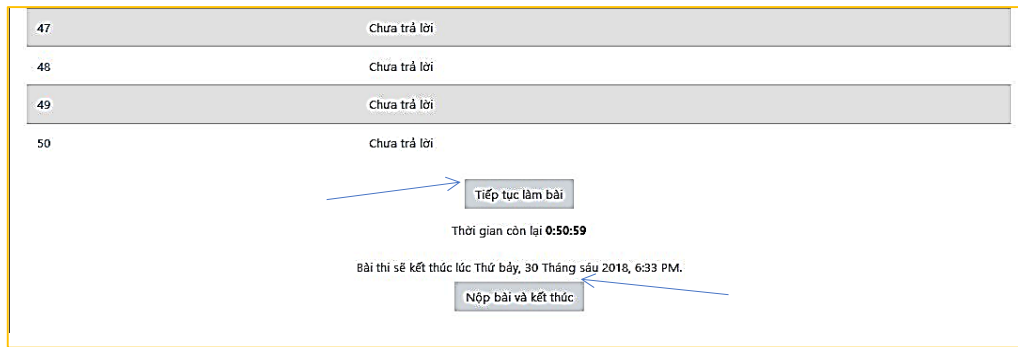 47 Chưa trả lời
48 Chưa trả lời
49 Chưa trả lời
50 Chưa trả lời
Tiếp tục làm bài
Thời gian còn lại 0:50:59
Bài thi sẽ kết thúc lúc Thứ bảy, 30 Tháng sáu 2018, 6:33 PM.
Nộp bài và kết thúc